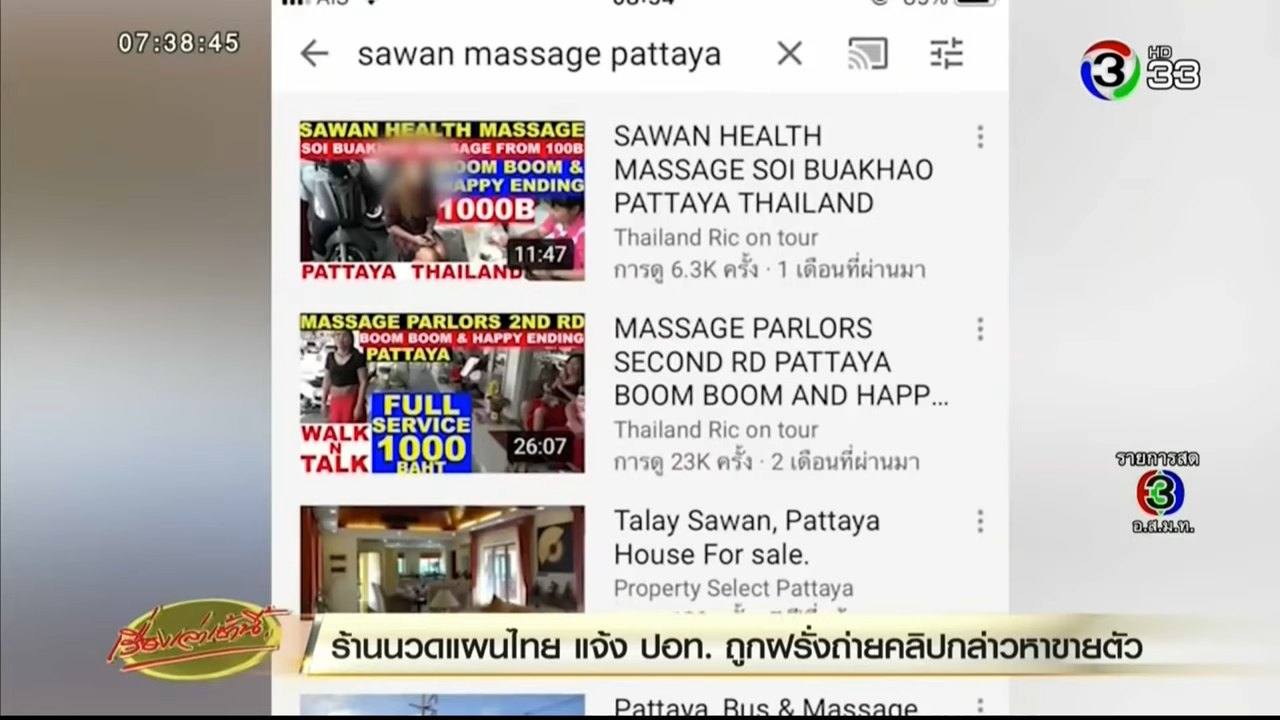 07:38:45
sawan massage pattaya
3
HD
33
SAWAN HEALTH MASSAGE
1000B
11:47
PATTAYA THAILAND
SAWAN HEALTH
MASSAGE SOI BUAKHAO
PATTAYA THAILAND
Thailand Ric on tour
การดู 6.3K ครั้ง · 1 เดือนที่ผ่านมา
MASSAGE PARLORS 2ND RD
BOOM BOOM & HAPPY ENDING
PATTAYA
FULL
SERVICE
1000
BAHT
WALK
N
TALK
26:07
MASSAGE PARLORS
SECOND RD PATTAYA
BOOM BOOM AND HAPP...
Thailand Ric on tour
การดู 23K ครั้ง · 2 เดือนที่ผ่านมา
รายการสด
3
อ.ส.ม.ท.
Talay Sawan, Pattaya
House For sale.
Property Select Pattaya
เรื่องเล่าเช้านี้
ร้านนวดแผนไทย แจ้ง ปอท. ถูกฝรั่งถ่ายคลิปกล่าวหาขายตัว
Pattaya, Bus & Massage